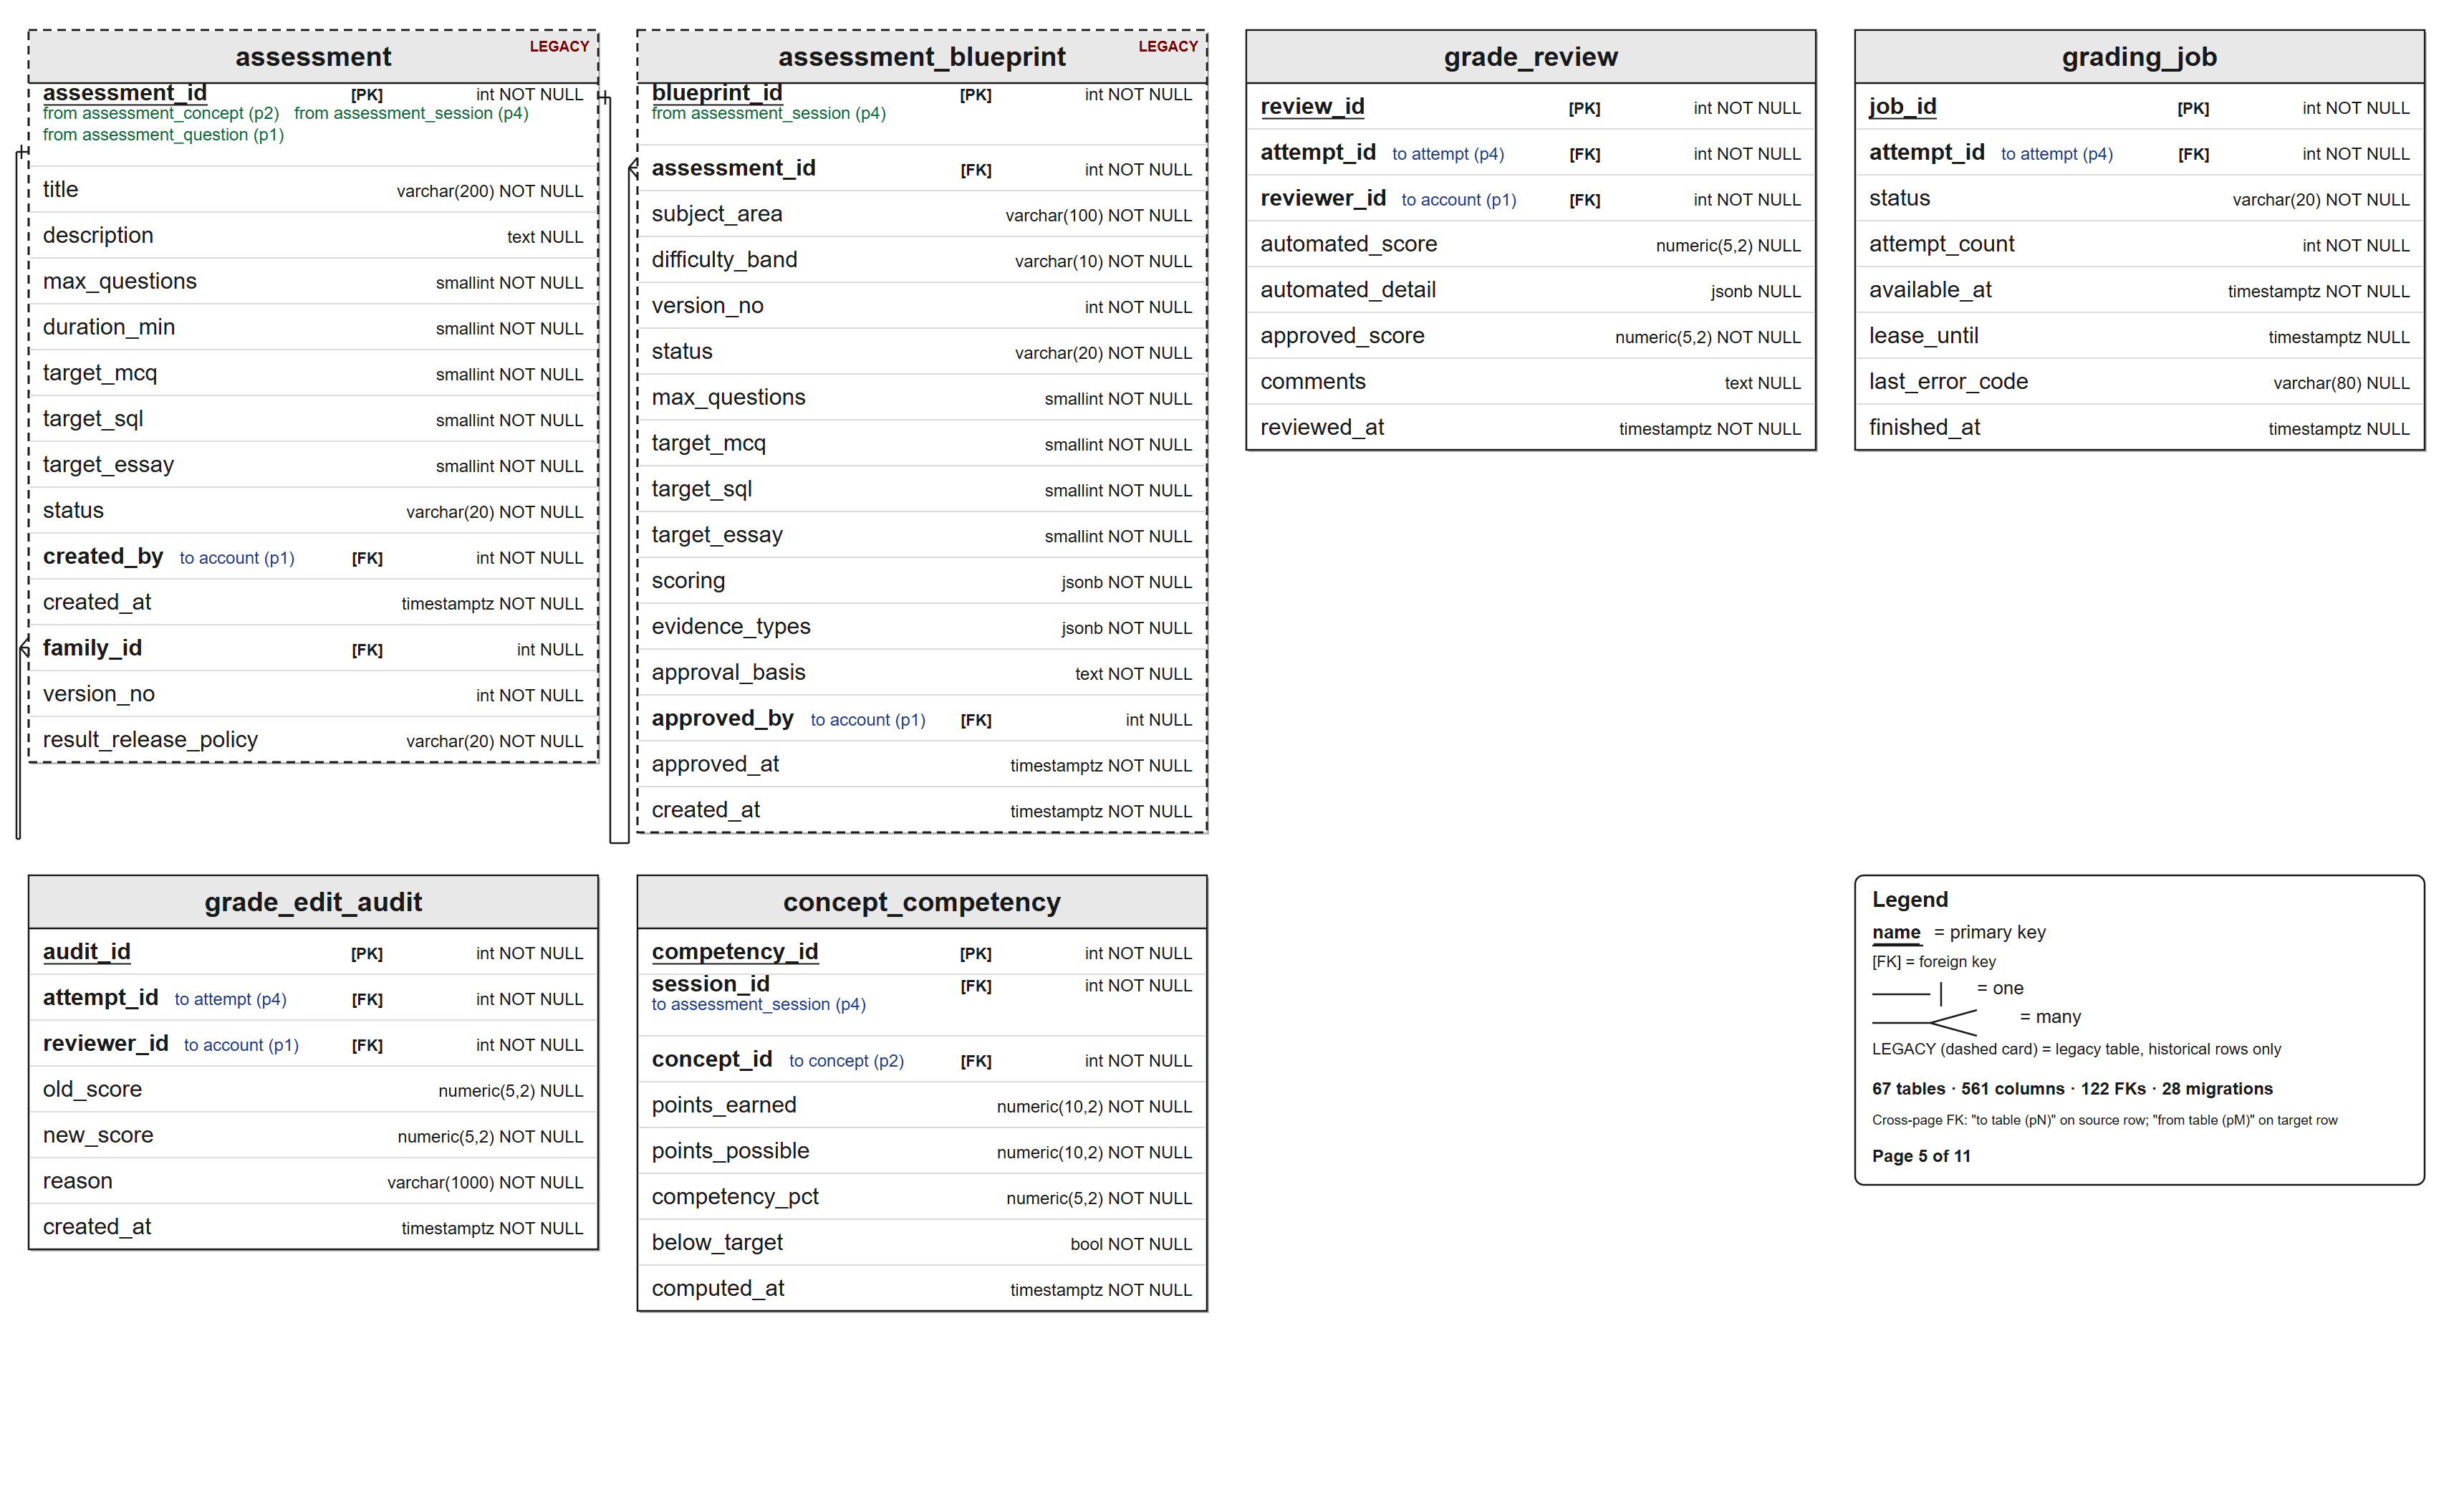 assessment LEGACY
assessment_id [PK] int NOT NULL
from assessment_concept (p2) from assessment_session (p4)
from assessment_question (p1)
title varchar(200) NOT NULL
description text NULL
max_questions smallint NOT NULL
duration_min smallint NOT NULL
target_mcq smallint NOT NULL
target_sql smallint NOT NULL
target_essay smallint NOT NULL
status varchar(20) NOT NULL
created_by to account (p1) [FK] int NOT NULL
created_at timestamptz NOT NULL
family_id [FK] int NULL
version_no int NOT NULL
result_release_policy varchar(20) NOT NULL
assessment_blueprint LEGACY
blueprint_id [PK] int NOT NULL
from assessment_session (p4)
assessment_id [FK] int NOT NULL
subject_area varchar(100) NOT NULL
difficulty_band varchar(10) NOT NULL
version_no int NOT NULL
status varchar(20) NOT NULL
max_questions smallint NOT NULL
target_mcq smallint NOT NULL
target_sql smallint NOT NULL
target_essay smallint NOT NULL
scoring jsonb NOT NULL
evidence_types jsonb NOT NULL
approval_basis text NOT NULL
approved_by to account (p1) [FK] int NULL
approved_at timestamptz NOT NULL
created_at timestamptz NOT NULL
grade_review
review_id [PK] int NOT NULL
attempt_id to attempt (p4) [FK] int NOT NULL
reviewer_id to account (p1) [FK] int NOT NULL
automated_score numeric(5,2) NULL
automated_detail jsonb NULL
approved_score numeric(5,2) NOT NULL
comments text NULL
reviewed_at timestamptz NOT NULL
grading_job
job_id [PK] int NOT NULL
attempt_id to attempt (p4) [FK] int NOT NULL
status varchar(20) NOT NULL
attempt_count int NOT NULL
available_at timestamptz NOT NULL
lease_until timestamptz NULL
last_error_code varchar(80) NULL
finished_at timestamptz NULL
grade_edit_audit
audit_id [PK] int NOT NULL
attempt_id to attempt (p4) [FK] int NOT NULL
reviewer_id to account (p1) [FK] int NOT NULL
old_score numeric(5,2) NULL
new_score numeric(5,2) NOT NULL
reason varchar(1000) NOT NULL
created_at timestamptz NOT NULL
concept_competency
competency_id [PK] int NOT NULL
session_id [FK] int NOT NULL
to assessment_session (p4)
concept_id to concept (p2) [FK] int NOT NULL
points_earned numeric(10,2) NOT NULL
points_possible numeric(10,2) NOT NULL
competency_pct numeric(5,2) NOT NULL
below_target bool NOT NULL
computed_at timestamptz NOT NULL
Legend
name = primary key
[FK] = foreign key
= one
= many
LEGACY (dashed card) = legacy table, historical rows only
67 tables · 561 columns · 122 FKs · 28 migrations
Cross-page FK: "to table (pN)" on source row; "from table (pM)" on target row
Page 5 of 11